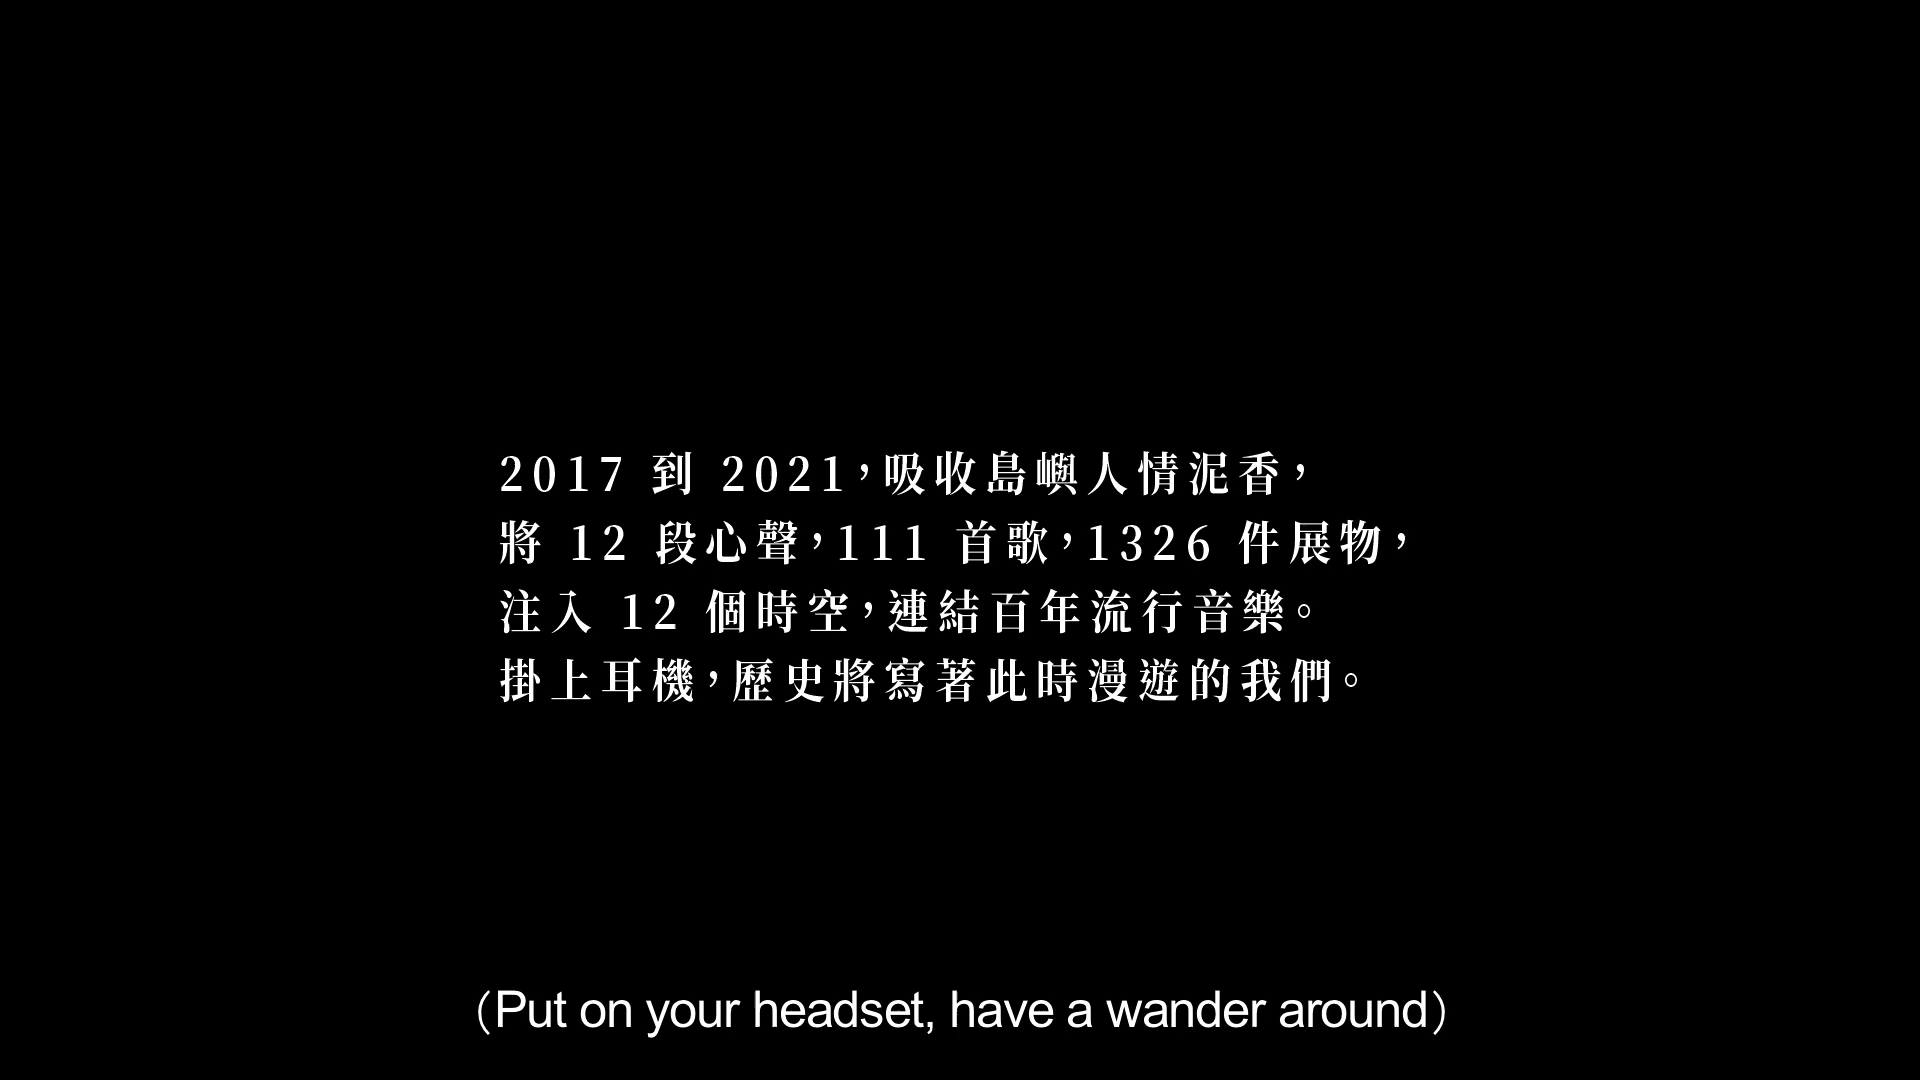 2017 到 2021，吸收島嶼人情泥香，
將 12 段心聲，111 首歌，1326 件展物，
注入 12 個時空，連結百年流行音樂。
掛上耳機，歷史將寫著此時漫遊的我們。
（Put on your headset, have a wander around）